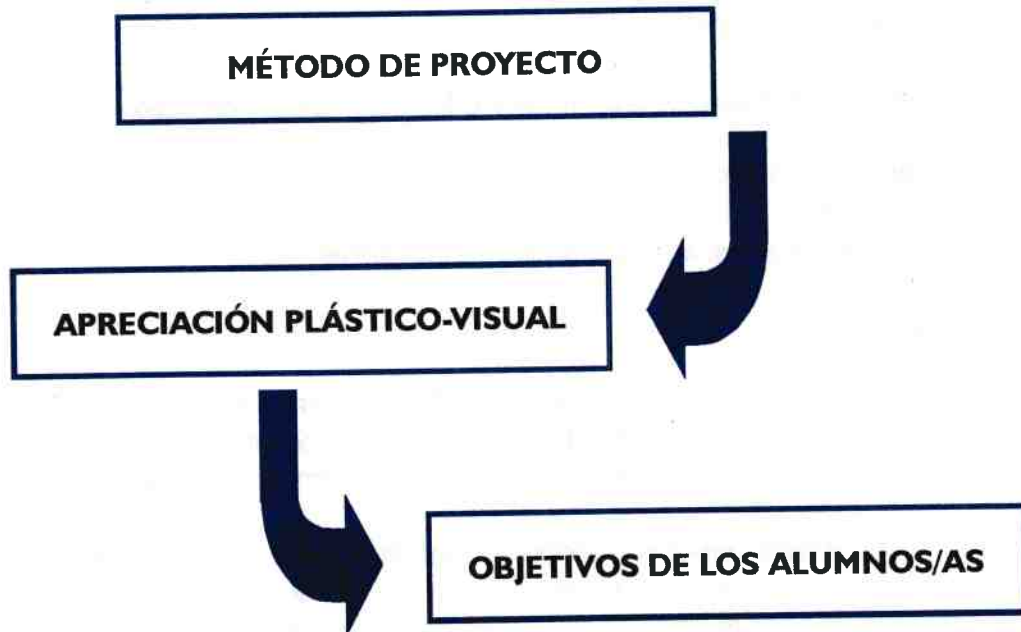 MÉTODO DE PROYECTO
APRECIACIÓN PLÁSTICO-VISUAL
OBJETIVOS DE LOS ALUMNOS/AS